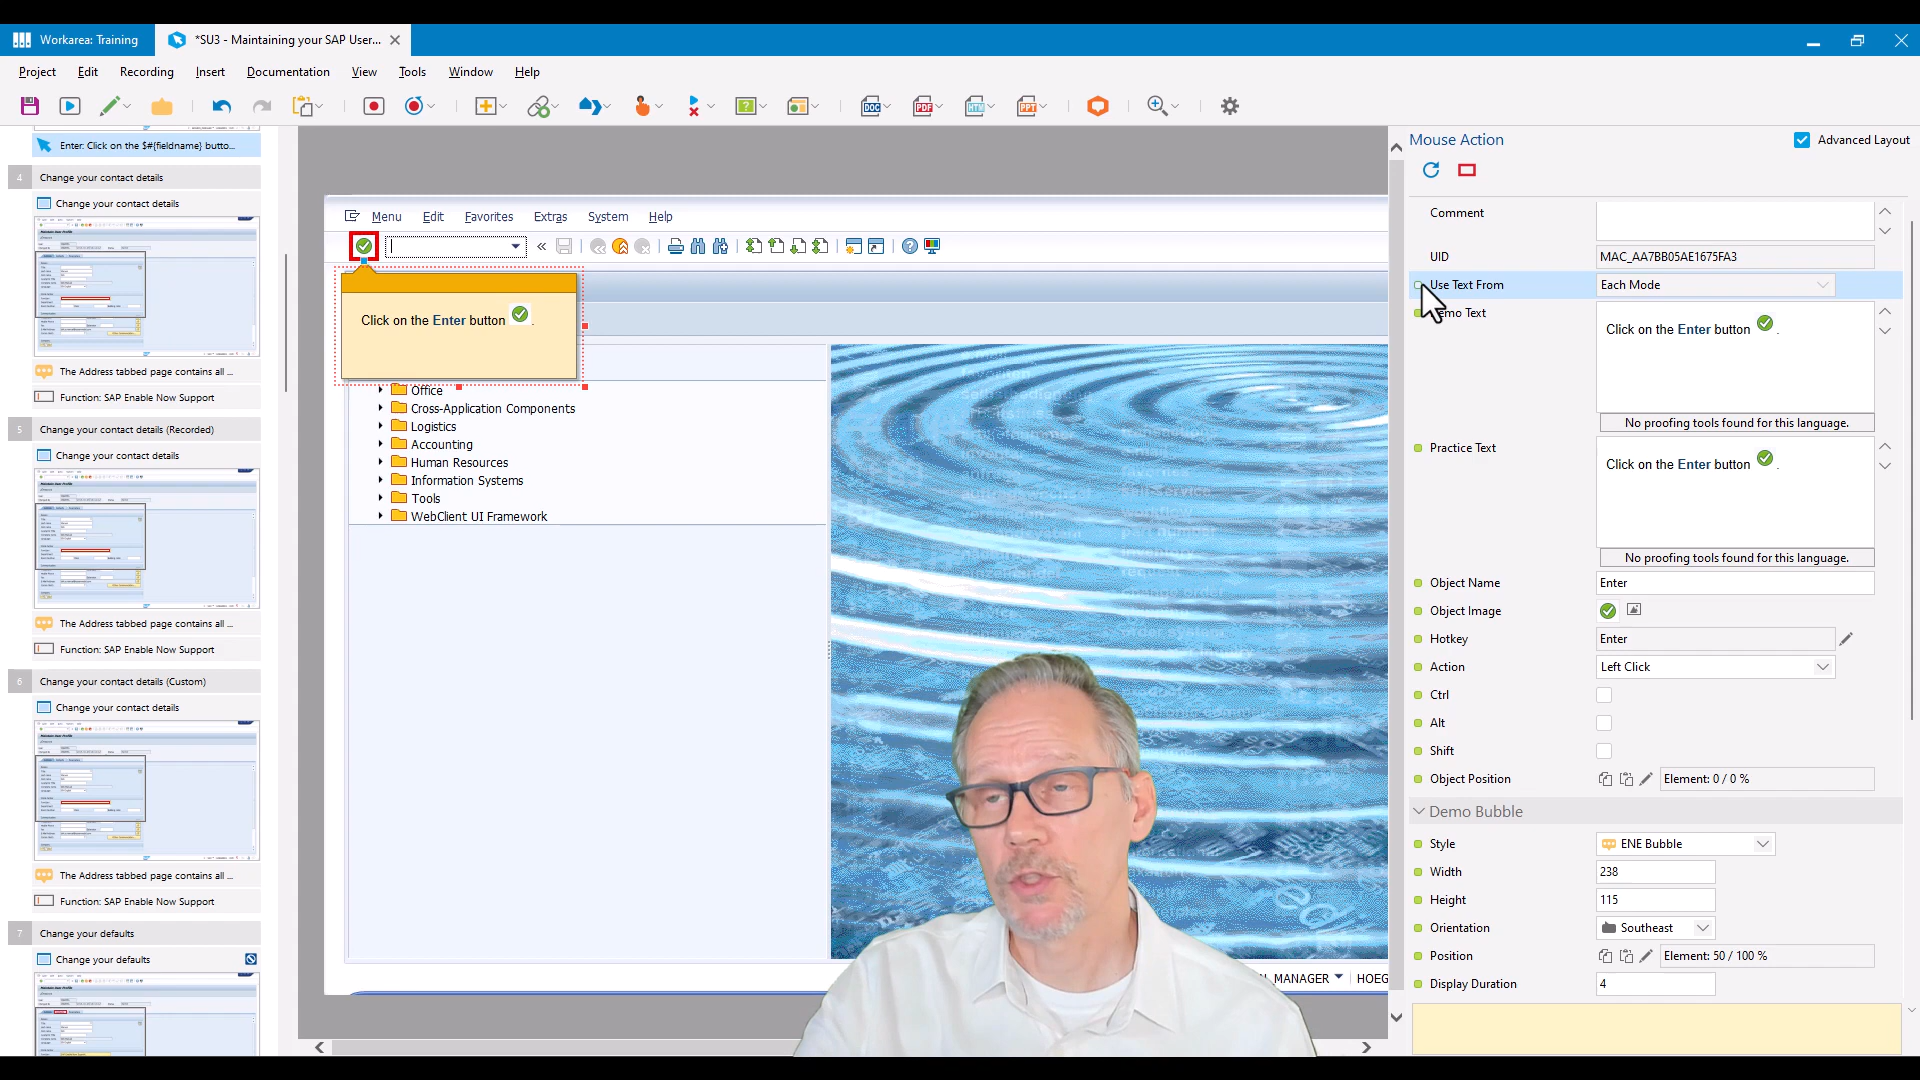 Workarea: Training
*SU3 - Maintaining your SAP User...
Project Edit Recording Insert Documentation View Tools Window Help
DOC PDF HTM PPT
Enter: Click on the $#{fieldname} butto...
4 Change your contact details
Change your contact details
The Address tabbed page contains all ...
Function: SAP Enable Now Support
5 Change your contact details (Recorded)
Change your contact details
The Address tabbed page contains all ...
Function: SAP Enable Now Support
6 Change your contact details (Custom)
Change your contact details
The Address tabbed page contains all ...
Function: SAP Enable Now Support
7 Change your defaults
Change your defaults
Menu Edit Favorites Extras System Help
Click on the Enter button .
Office
Cross-Application Components
Logistics
Accounting
Human Resources
Information Systems
Tools
WebClient UI Framework
MANAGER HOEG
Mouse Action
Advanced Layout
Comment
UID MAC_AA7BB05AE1675FA3
Use Text From Each Mode
emo Text Click on the Enter button .
No proofing tools found for this language.
Practice Text Click on the Enter button .
No proofing tools found for this language.
Object Name Enter
Object Image
Hotkey Enter
Action Left Click
Ctrl
Alt
Shift
Object Position Element: 0 / 0 %
Demo Bubble
Style ENE Bubble
Width 238
Height 115
Orientation Southeast
Position Element: 50 / 100 %
Display Duration 4